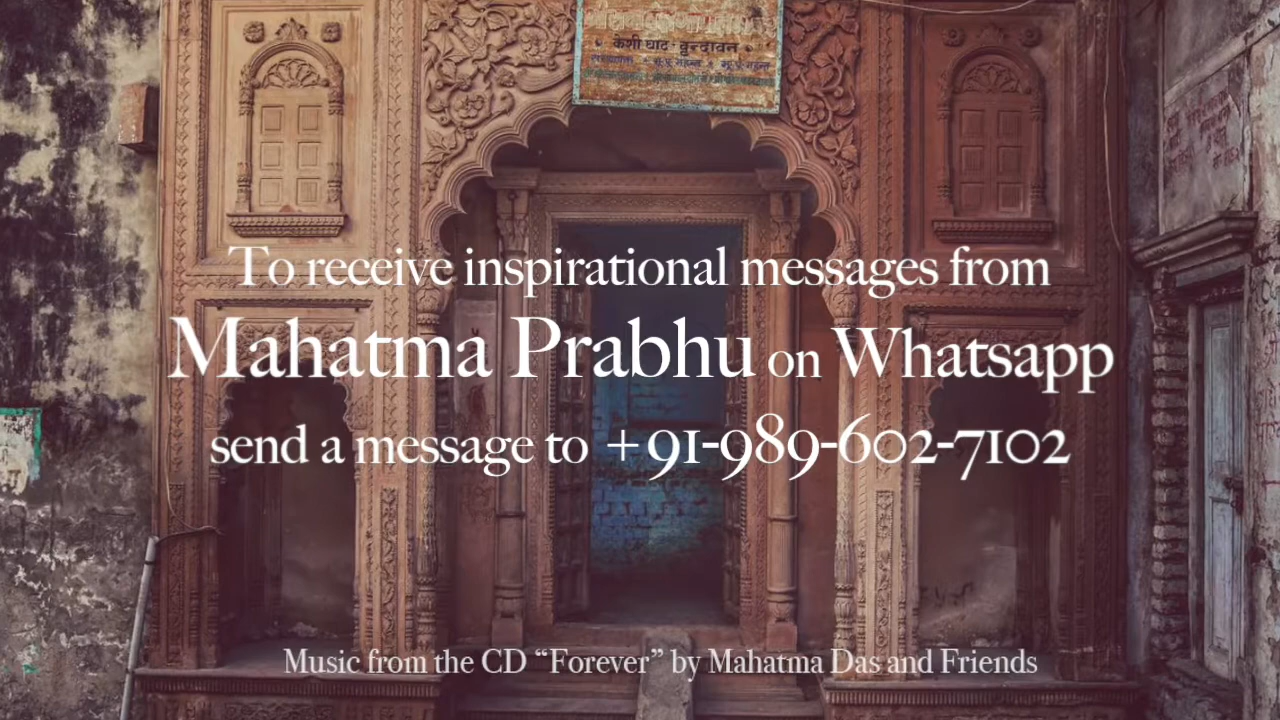 केशी घाट • वृन्दावन
To receive inspirational messages from
Mahatma Prabhu on Whatsapp
send a message to +91-989-602-7102
Music from the CD “Forever” by Mahatma Das and Friends